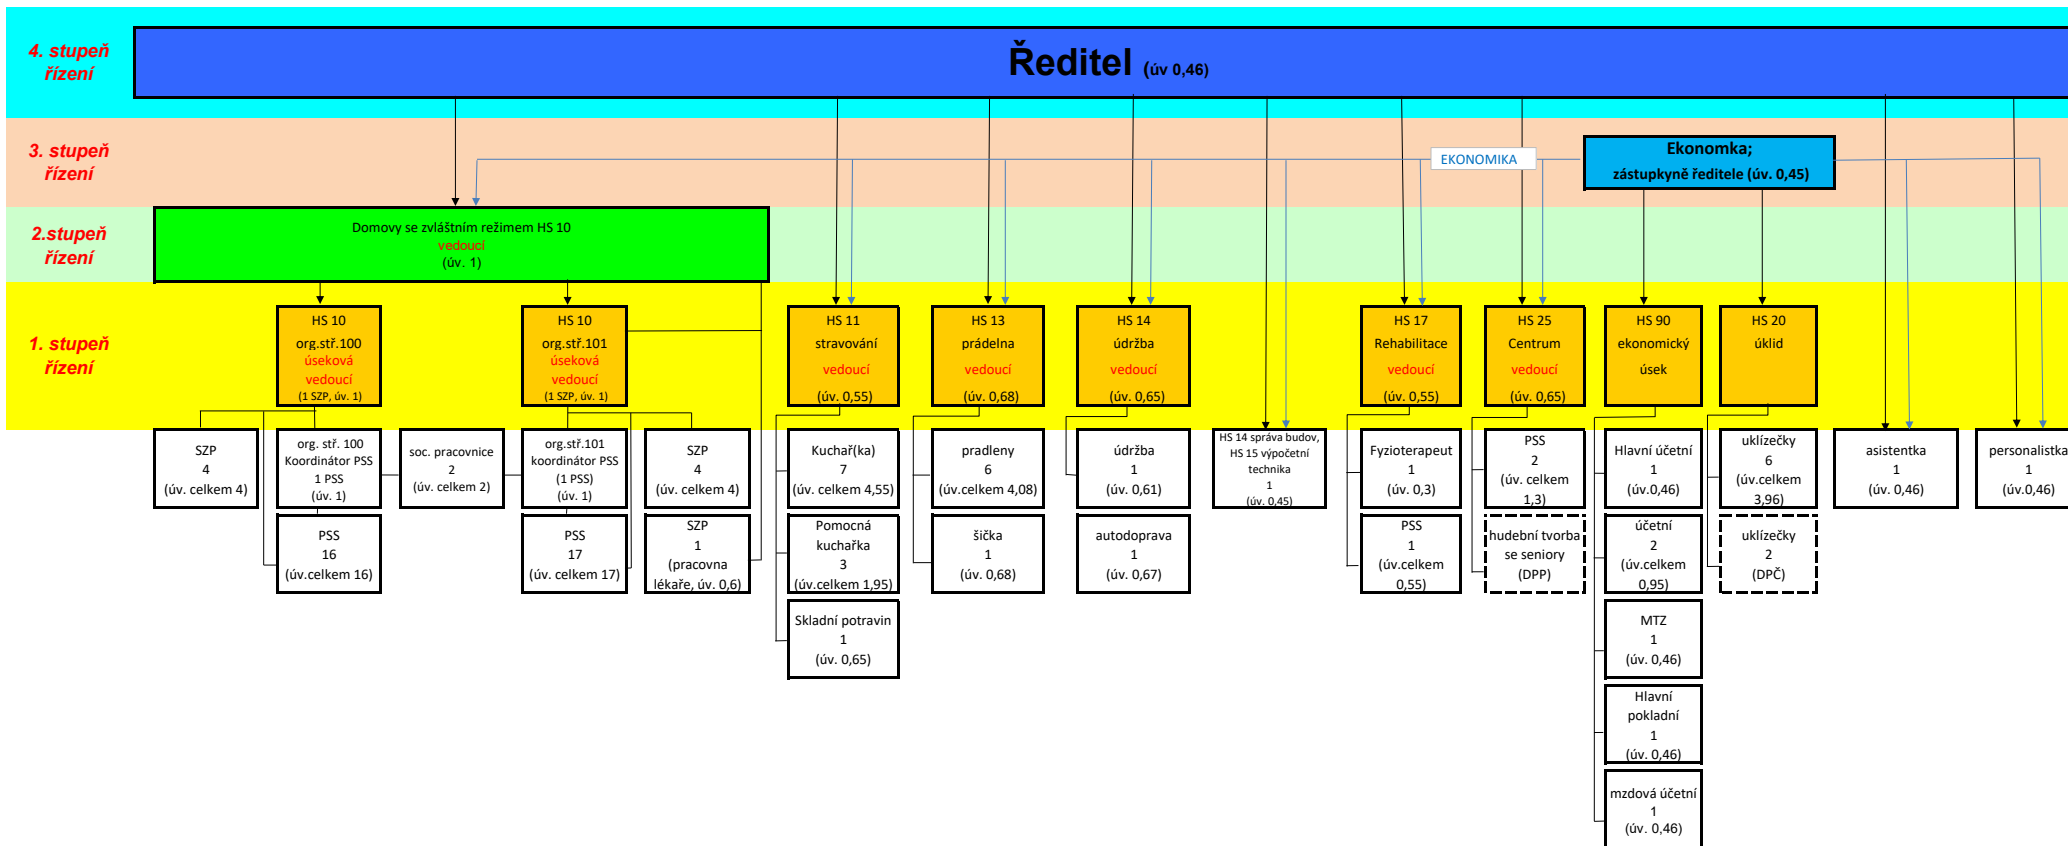 4. stupeň
řízení
Ředitel (úv 0,46)
3. stupeň
řízení
EKONOMIKA
Ekonomka;
zástupkyně ředitele (úv. 0,45)
2.stupeň
řízení
Domovy se zvláštním režimem HS 10
vedoucí
(úv. 1)
1. stupeň
řízení
HS 10
org.stř.100
úseková
vedoucí
(1 SZP, úv. 1)
HS 10
org.stř.101
úseková
vedoucí
(1 SZP, úv. 1)
HS 11
stravování
vedoucí
(úv. 0,55)
HS 13
prádelna
vedoucí
(úv. 0,68)
HS 14
údržba
vedoucí
(úv. 0,65)
HS 17
Rehabilitace
vedoucí
(úv. 0,55)
HS 25
Centrum
vedoucí
(úv. 0,65)
HS 90
ekonomický
úsek
HS 20
úklid
SZP
4
(úv. celkem 4)
org. stř. 100
Koordinátor PSS
1 PSS
(úv. 1)
soc. pracovnice
2
(úv. celkem 2)
org.stř.101
koordinátor PSS
(1 PSS)
(úv. 1)
SZP
4
(úv. celkem 4)
Kuchař(ka)
7
(úv. celkem 4,55)
pradleny
6
(úv.celkem 4,08)
údržba
1
(úv. 0,61)
HS 14 správa budov,
HS 15 výpočetní
technika
1
(úv. 0,45)
Fyzioterapeut
1
(úv. 0,3)
PSS
2
(úv. celkem
1,3)
Hlavní účetní
1
(úv.0,46)
uklízečky
6
(úv.celkem
3,96)
asistentka
1
(úv. 0,46)
personalistka
1
(úv.0,46)
PSS
16
(úv.celkem 16)
PSS
17
(úv. celkem 17)
SZP
1
(pracovna
lékaře, úv. 0,6)
Pomocná
kuchařka
3
(úv.celkem 1,95)
šička
1
(úv. 0,68)
autodoprava
1
(úv. 0,67)
PSS
1
(úv.celkem
0,55)
hudební tvorba
se seniory
(DPP)
účetní
2
(úv.celkem
0,95)
uklízečky
2
(DPČ)
Skladní potravin
1
(úv. 0,65)
MTZ
1
(úv. 0,46)
Hlavní
pokladní
1
(úv. 0,46)
mzdová účetní
1
(úv. 0,46)